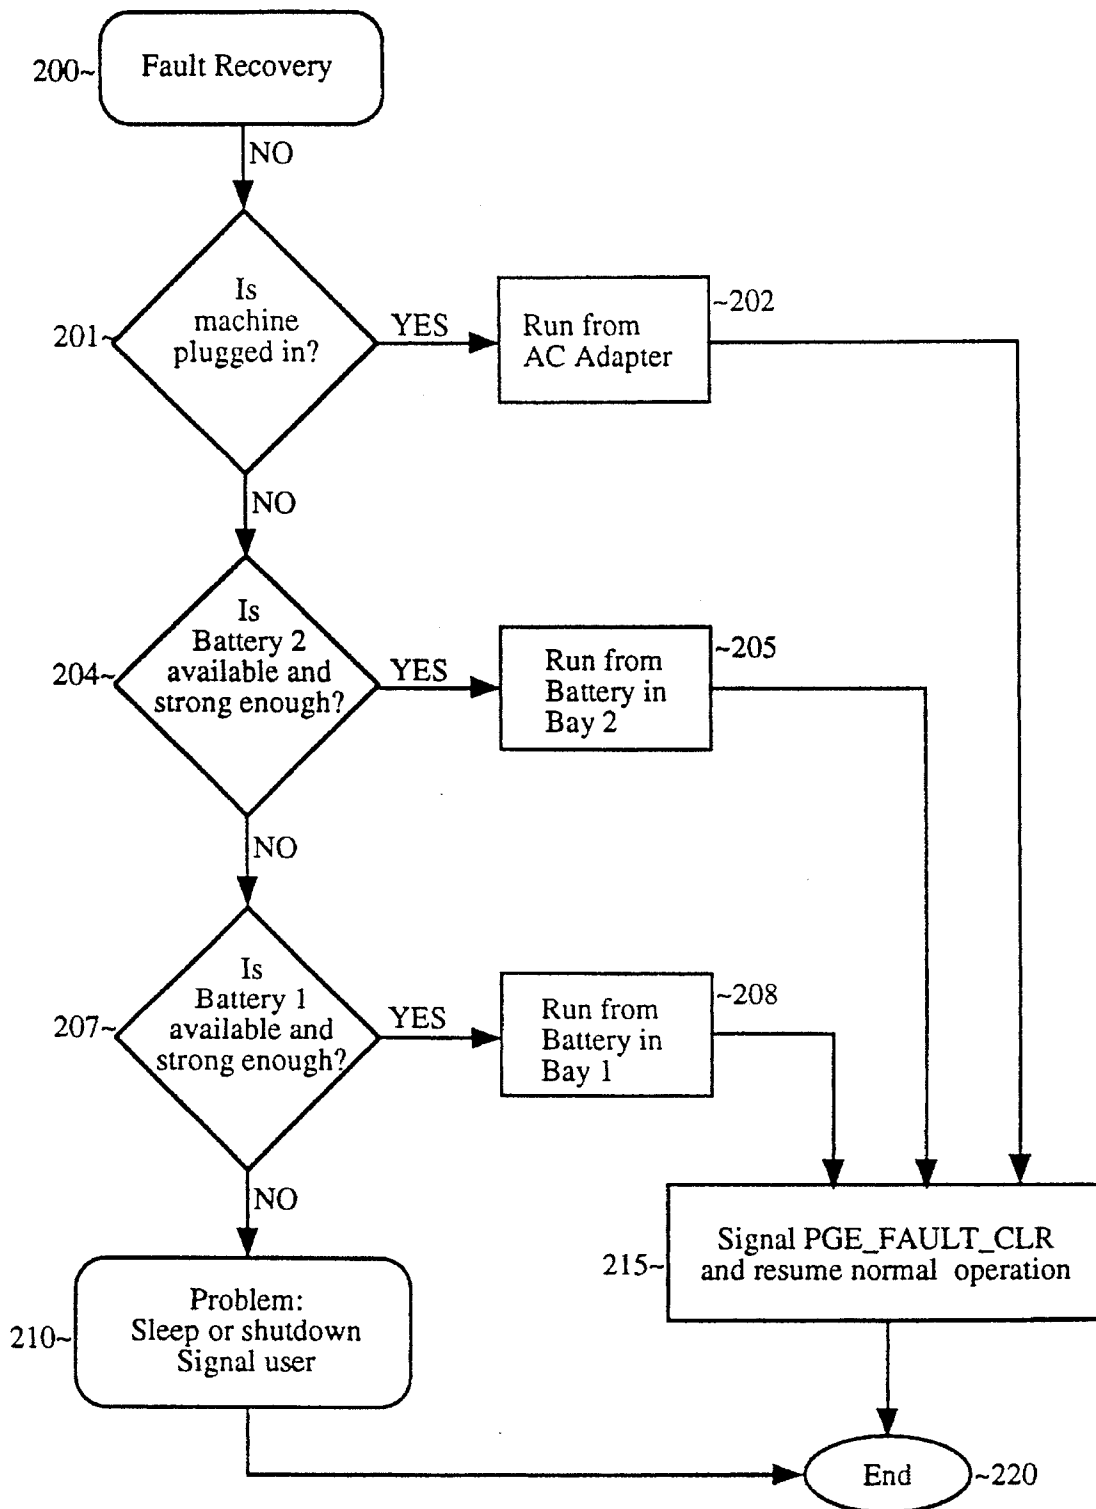 200~
Fault Recovery
NO
201~
Is
machine
plugged in?
YES
Run from
AC Adapter
~202
NO
204~
Is
Battery 2
available and
strong enough?
YES
Run from
Battery in
Bay 2
~205
NO
207~
Is
Battery 1
available and
strong enough?
YES
Run from
Battery in
Bay 1
~208
NO
210~
Problem:
Sleep or shutdown
Signal user
215~
Signal PGE_FAULT_CLR
and resume normal operation
End
~220